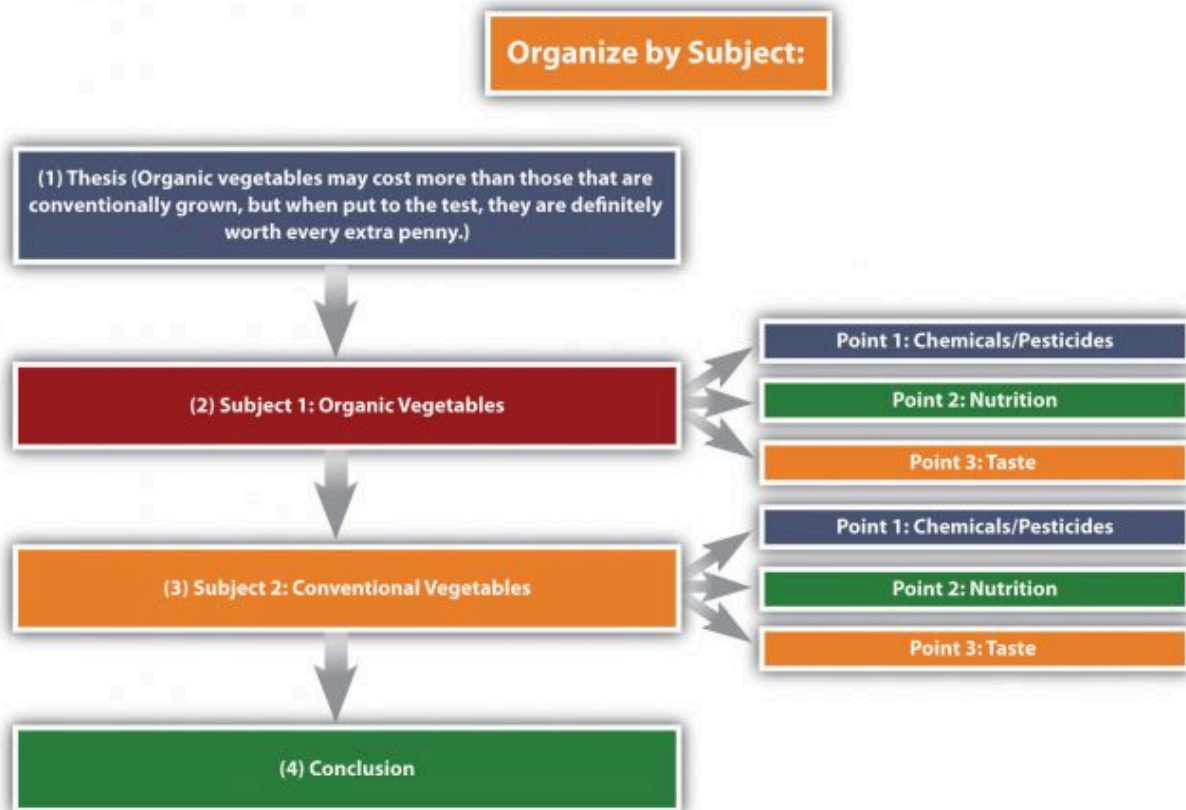 Organize by Subject:
(1) Thesis (Organic vegetables may cost more than those that are
conventionally grown, but when put to the test, they are definitely
worth every extra penny.)
(2) Subject 1: Organic Vegetables
Point 1: Chemicals/Pesticides
Point 2: Nutrition
Point 3: Taste
(3) Subject 2: Conventional Vegetables
Point 1: Chemicals/Pesticides
Point 2: Nutrition
Point 3: Taste
(4) Conclusion